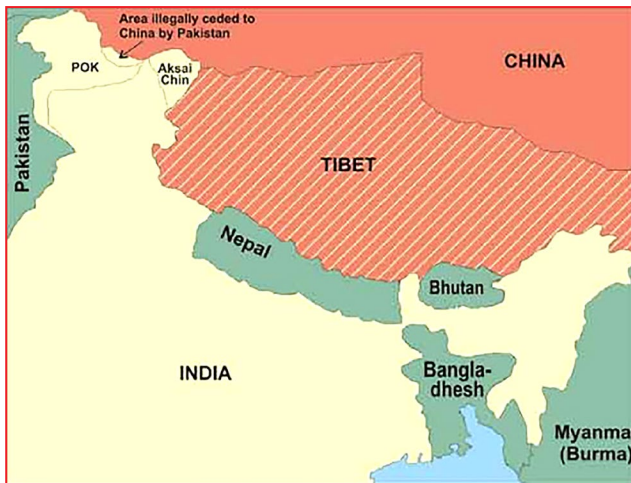 Area illegally ceded to
China by Pakistan
POK
Aksai
Chin
CHINA
Pakistan
TIBET
Nepal
Bhutan
INDIA
Bangla-
dhesh
Myanma
(Burma)